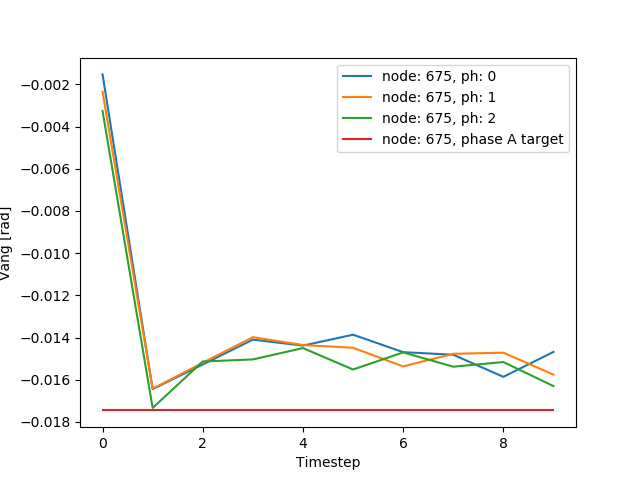 node: 675, ph: 0
node: 675, ph: 1
node: 675, ph: 2
node: 675, phase A target
Vang [rad]
−0.002
−0.004
−0.006
−0.008
−0.010
−0.012
−0.014
−0.016
−0.018
0 2 4 6 8
Timestep